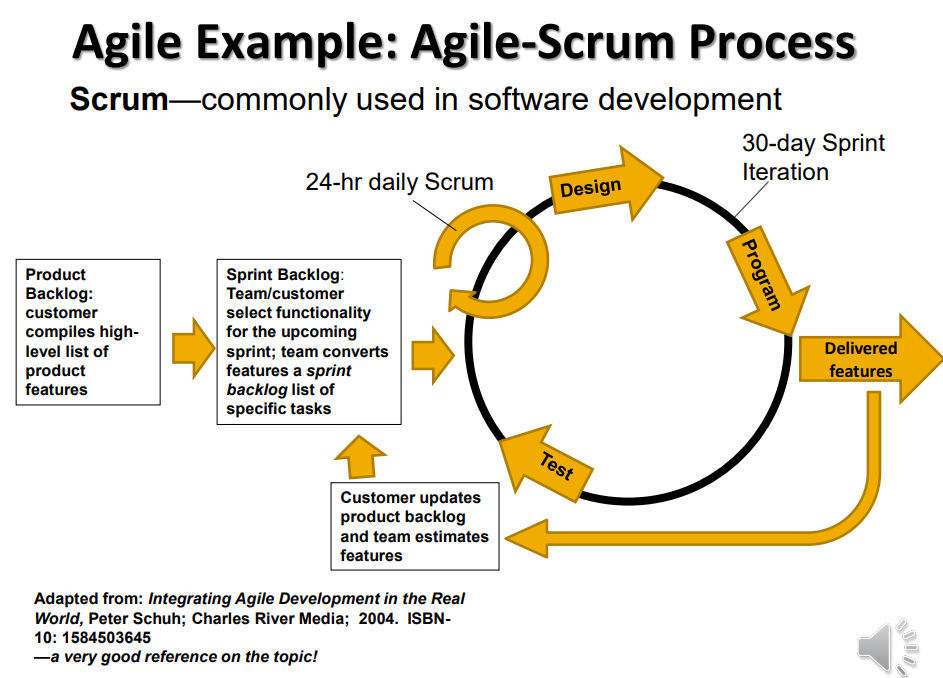 Agile Example: Agile-Scrum Process
Scrum—commonly used in software development
30-day Sprint
Iteration
24-hr daily Scrum
Design
Program
Product
Backlog:
customer
compiles high-
level list of
product
features
Sprint Backlog:
Team/customer
select functionality
for the upcoming
sprint; team converts
features a sprint
backlog list of
specific tasks
Delivered
features
Test
Customer updates
product backlog
and team estimates
features
Adapted from: Integrating Agile Development in the Real
World, Peter Schuh; Charles River Media; 2004. ISBN-
10: 1584503645
—a very good reference on the topic!